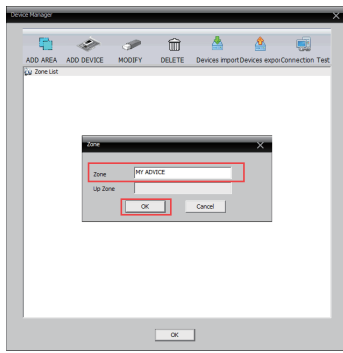 Device Manager
ADD AREA ADD DEVICE MODIFY DELETE Devices import Devices expor Connection Test
Zone List
Zone
Zone MY ADVICE
Up Zone
OK Cancel
OK